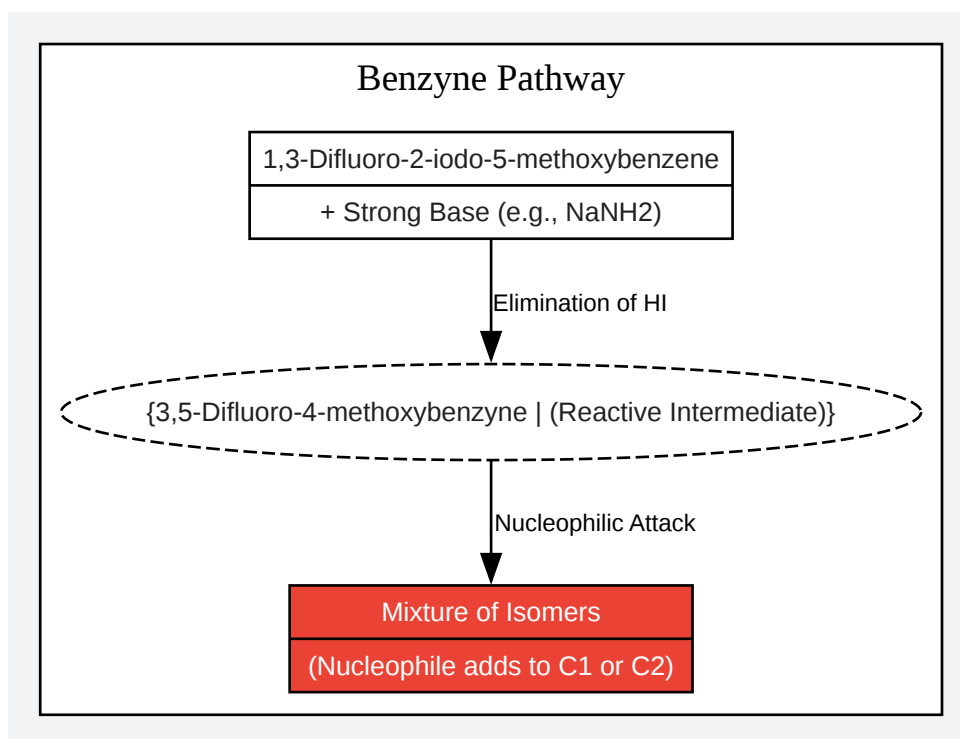 Benzyne Pathway
1,3-Difluoro-2-iodo-5-methoxybenzene
+ Strong Base (e.g., NaNH2)
Elimination of HI
{3,5-Difluoro-4-methoxybenzyne | (Reactive Intermediate)}
Nucleophilic Attack
Mixture of Isomers
(Nucleophile adds to C1 or C2)